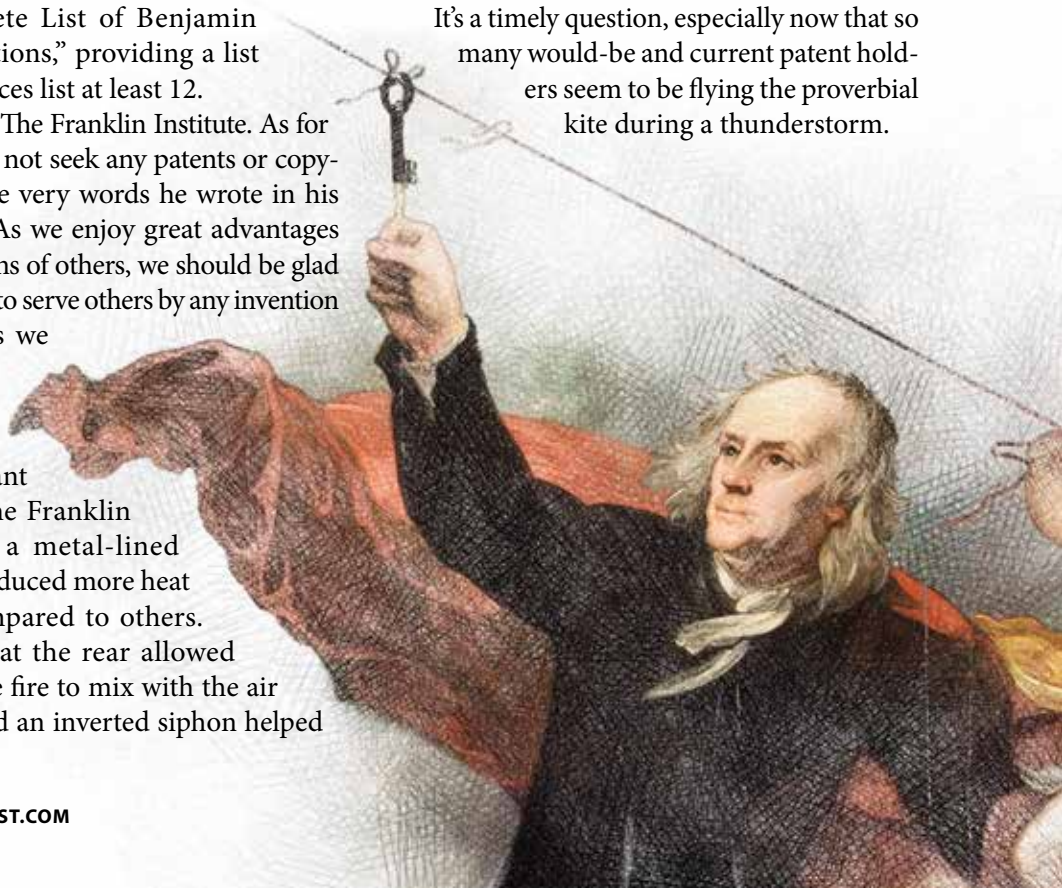 ete List of Benjamin
tions,” providing a list
ces list at least 12.
The Franklin Institute. As for
not seek any patents or copy-
e very words he wrote in his
As we enjoy great advantages
ns of others, we should be glad
to serve others by any invention
s we
ant
he Franklin
a metal-lined
duced more heat
mpared to others.
at the rear allowed
e fire to mix with the air
d an inverted siphon helped
ST.COM
It’s a timely question, especially now that so
many would-be and current patent hold-
ers seem to be flying the proverbial
kite during a thunderstorm.